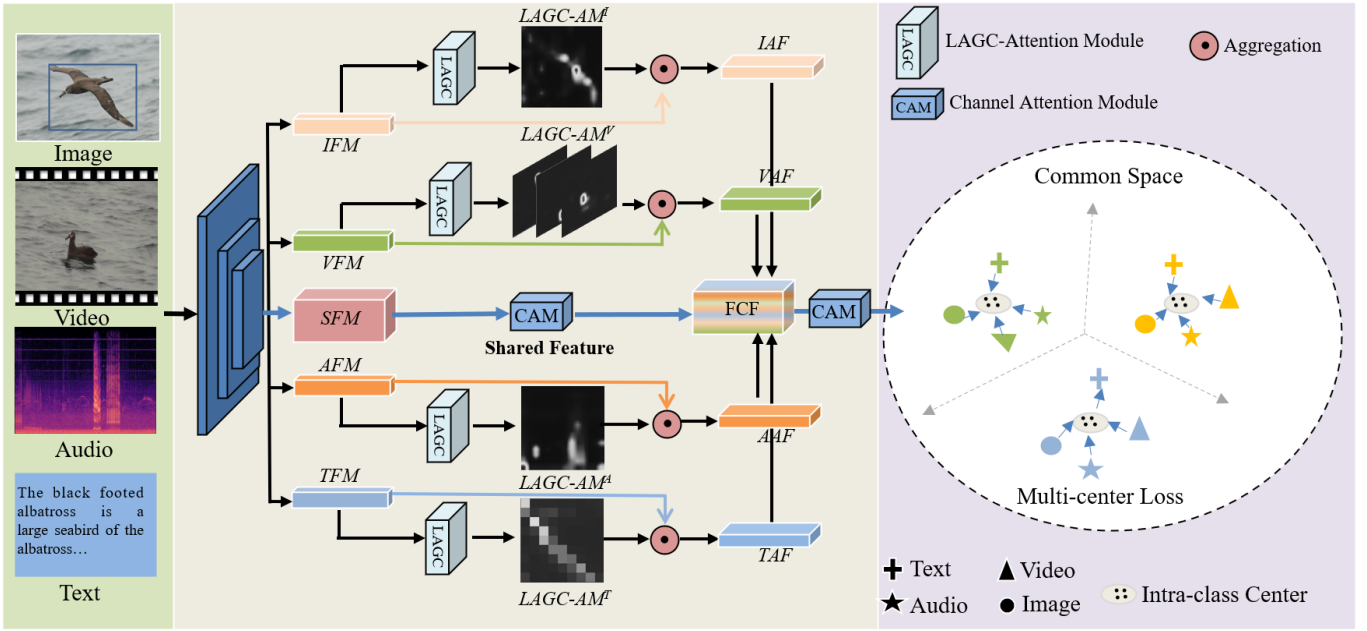 Image
Video
Audio
The black footed
albatross is a
large seabird of the
albatross...
Text
LAGC-AM^I
LAGC
IAF
IFM
LAGC-AM^V
LAGC
VAF
VFM
SFM
CAM
Shared Feature
FCF
CAM
AFM
LAGC
AAF
LAGC-AM^A
TFM
LAGC
TAF
LAGC-AM^T
LAGC
LAGC-Attention Module
Aggregation
CAM
Channel Attention Module
Common Space
Multi-center Loss
Text
Video
Audio
Image
Intra-class Center